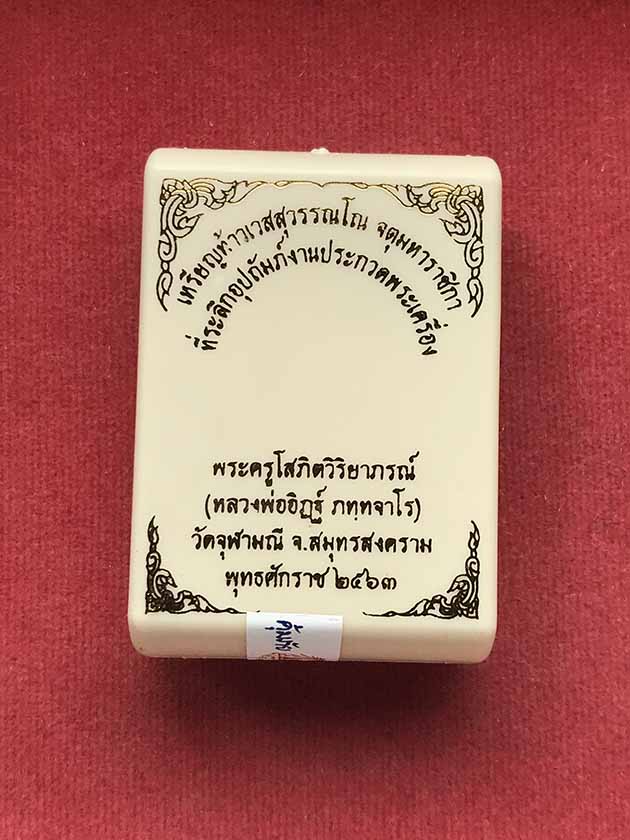 เหรียญท้าวเวสสุวรรณโณ จตุมหาราชิกา
ที่ระลึกอุปถัมภ์งานประกวดพระเครื่อง
พระครูโสภิตวิริยาภรณ์
(หลวงพ่ออิฏฐ์ ภทฺทจาโร)
วัดจุฬามณี จ.สมุทรสงคราม
พุทธศักราช ๒๕๖๓